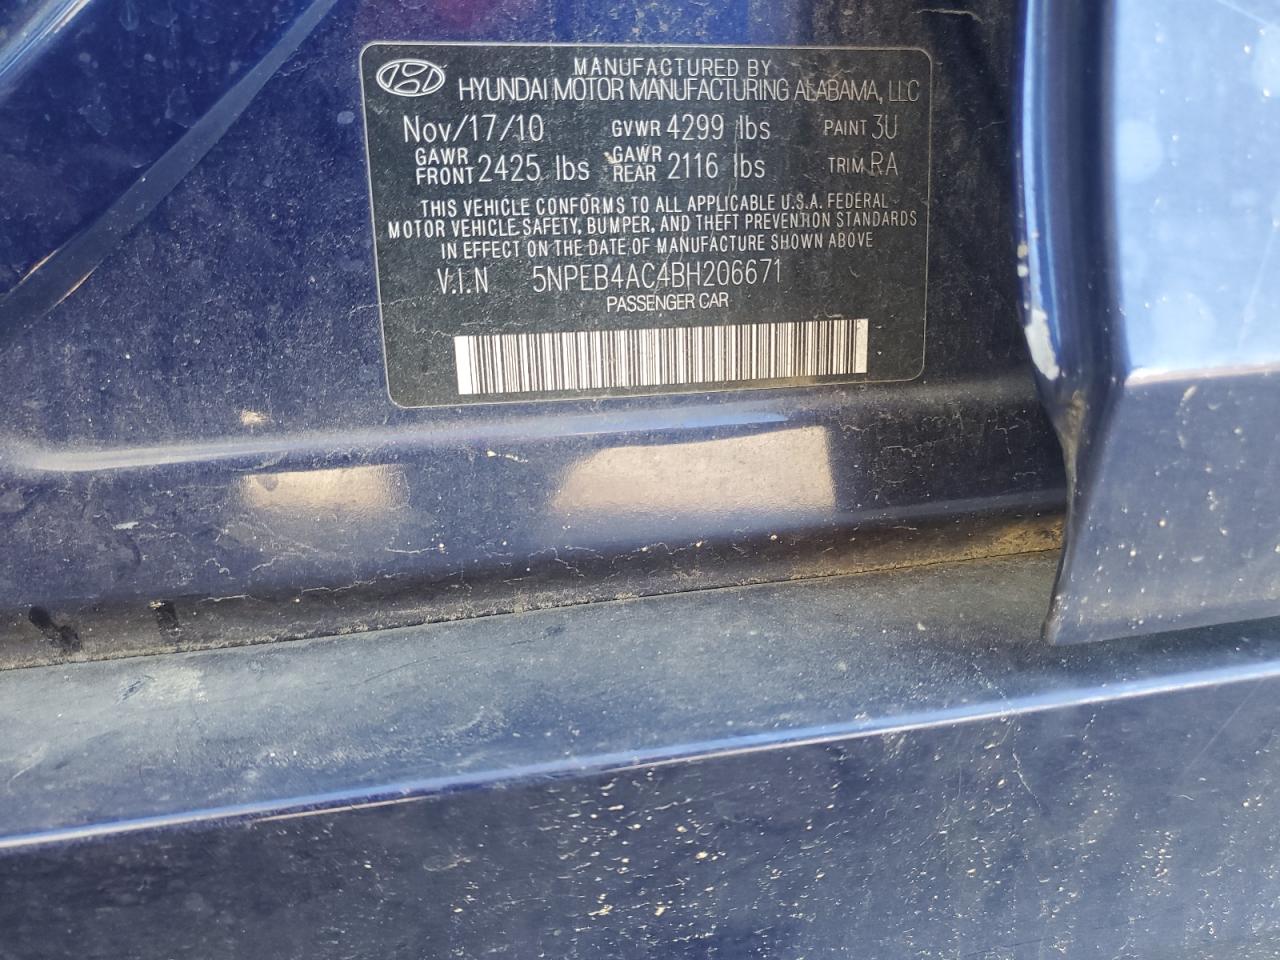 MANUFACTURED BY
HYUNDAI MOTOR MANUFACTURING ALABAMA, LLC
Nov/17/10 GVWR 4299 lbs PAINT 3U
GAWR FRONT 2425 lbs GAWR REAR 2116 lbs TRIM RA
THIS VEHICLE CONFORMS TO ALL APPLICABLE U.S.A. FEDERAL
MOTOR VEHICLE SAFETY, BUMPER, AND THEFT PREVENTION STANDARDS
IN EFFECT ON THE DATE OF MANUFACTURE SHOWN ABOVE
V.I.N 5NPEB4AC4BH206671
PASSENGER CAR